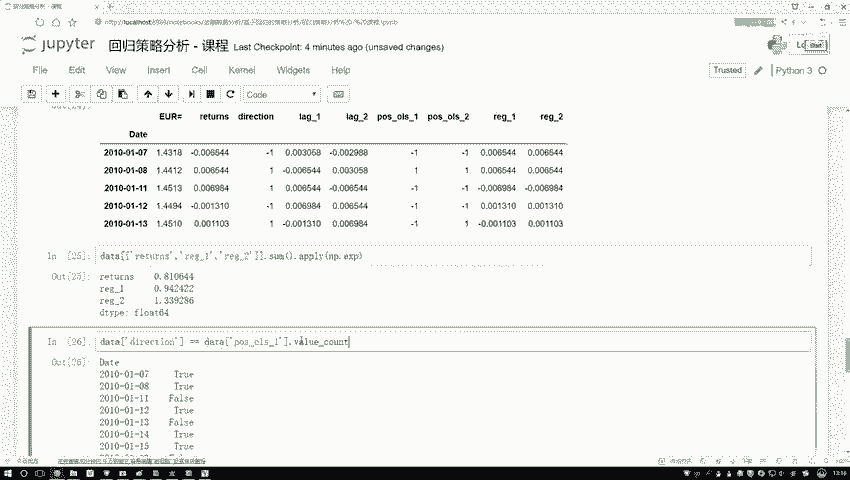 jupyter 回归策略分析 - 课程 Last Checkpoint: 4 minutes ago (unsaved changes)
File Edit View Insert Cell Kernel Widgets Help
Trusted Python 3
Code
EUR= returns direction lag_1 lag_2 pos_ols_1 pos_ols_2 reg_1 reg_2
Date
2010-01-07 1.4318 -0.006544 -1 0.003058 -0.002988 -1 -1 0.006544 0.006544
2010-01-08 1.4412 0.006544 1 -0.006544 0.003058 1 1 0.006544 0.006544
2010-01-11 1.4513 0.006984 1 0.006544 -0.006544 -1 -1 -0.006984 -0.006984
2010-01-12 1.4494 -0.001310 -1 0.006984 0.006544 -1 -1 0.001310 0.001310
2010-01-13 1.4510 0.001103 1 -0.001310 0.006984 -1 1 -0.001103 0.001103
In [25]: data[['returns','reg_1','reg_2']].sum().apply(np.exp)
Out[25]: returns 0.810644
reg_1 0.942422
reg_2 1.339286
dtype: float64
In [26]: data['direction'] == data['pos_ols_1'].value_count
Out[26]: Date
2010-01-07 True
2010-01-08 True
2010-01-11 False
2010-01-12 True
2010-01-13 False
2010-01-14 True
2010-01-15 True
13:16